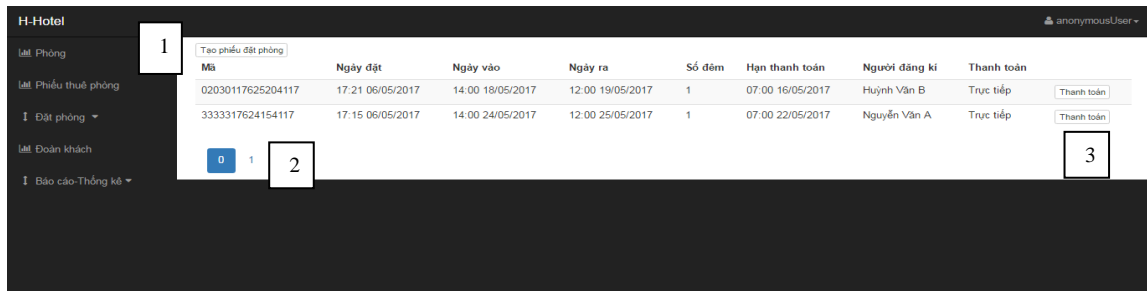 H-Hotel
anonymousUser
Phòng
Phiếu thuê phòng
Đặt phòng
Đoàn khách
Báo cáo-Thống kê
1
Tạo phiếu đặt phòng
Mã Ngày đặt Ngày vào Ngày ra Số đêm Hạn thanh toán Người đăng kí Thanh toán
02030117625204117 17:21 06/05/2017 14:00 18/05/2017 12:00 19/05/2017 1 07:00 16/05/2017 Huỳnh Văn B Trực tiếp Thanh toán
3333317624154117 17:15 06/05/2017 14:00 24/05/2017 12:00 25/05/2017 1 07:00 22/05/2017 Nguyễn Văn A Trực tiếp Thanh toán
0 1
2
3